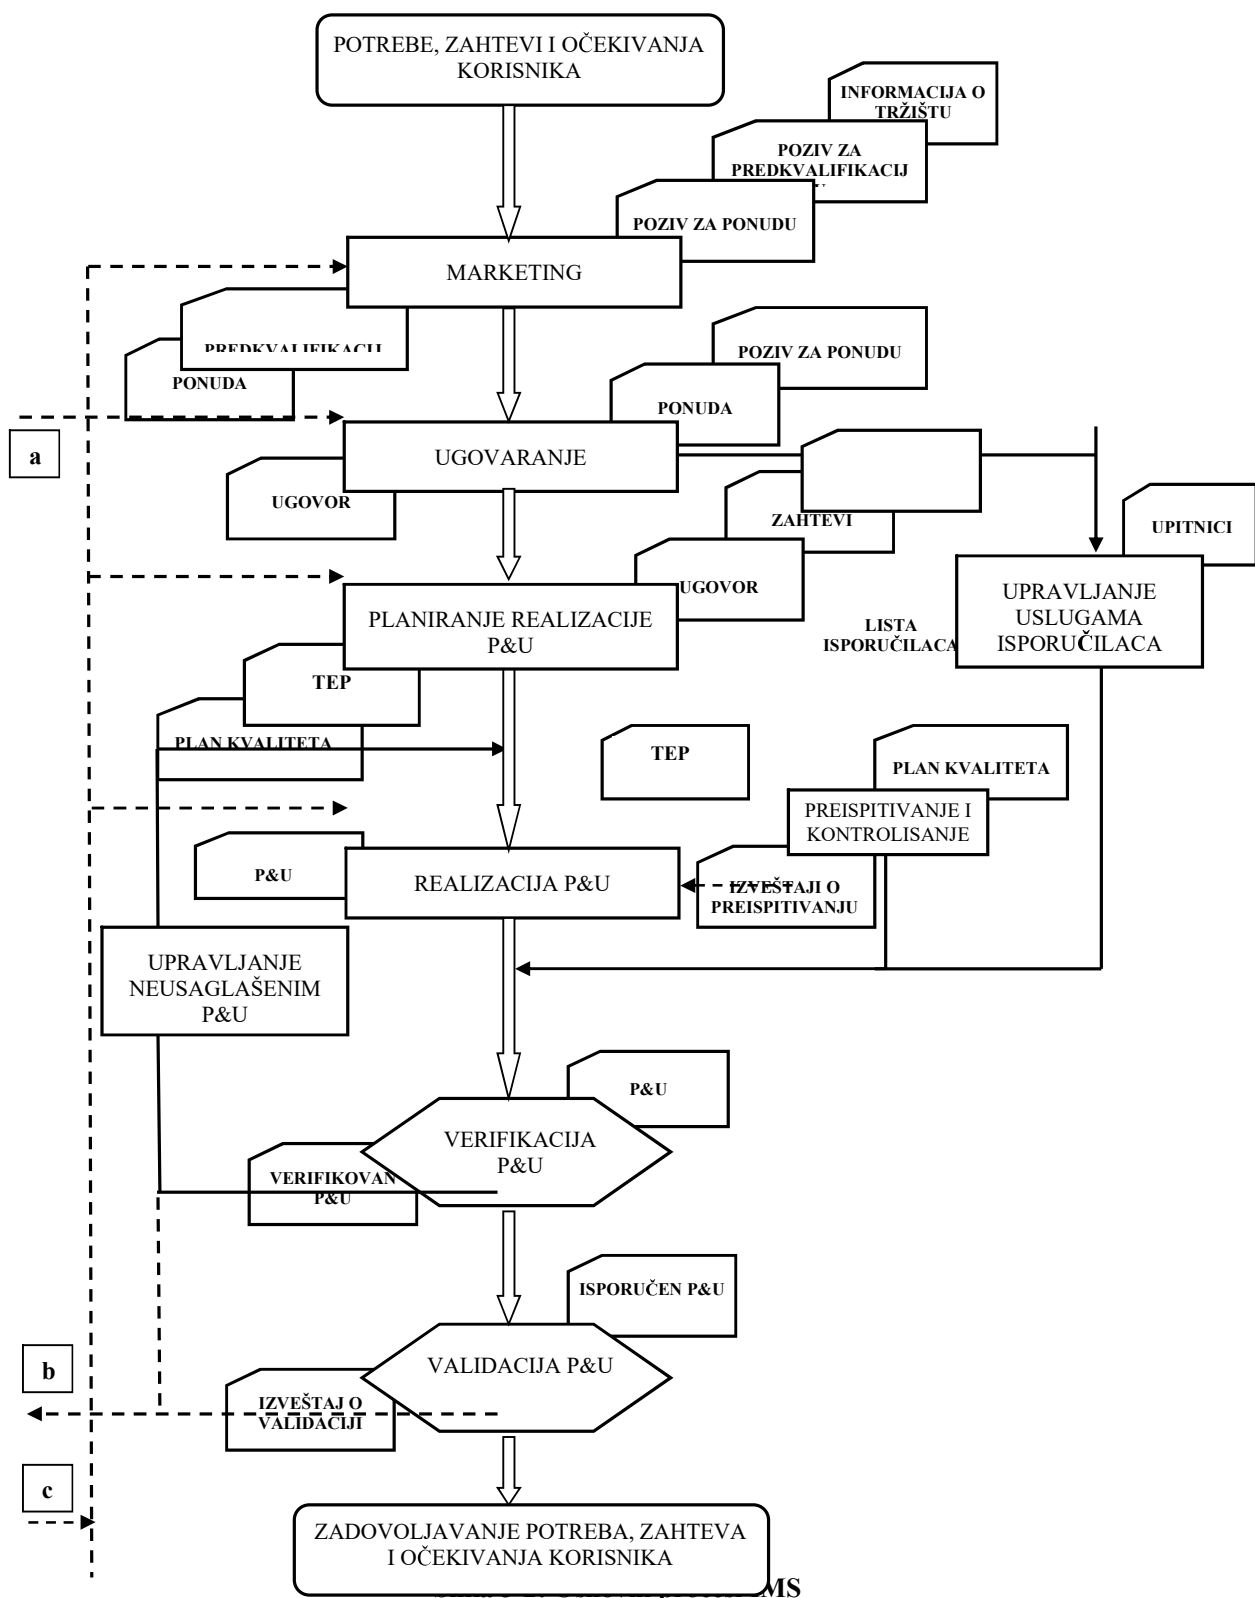 POTREBE, ZAHTEVI I OČEKIVANJA
KORISNIKA
INFORMACIJA O
TRŽIŠTU
POZIV ZA
PREDKVALIFIKACIJ
POZIV ZA PONUDU
MARKETING
PREDKVALIFIKACIJ
PONUDA
POZIV ZA PONUDU
PONUDA
a
UGOVARANJE
UGOVOR
ZAHTEVI
UPITNICI
UGOVOR
PLANIRANJE REALIZACIJE
P&U
LISTA
ISPORUČILACA
UPRAVLJANJE
USLUGAMA
ISPORUČILACA
TEP
PLAN KVALITETA
TEP
PLAN KVALITETA
PREISPITIVANJE I
KONTROLISANJE
P&U
REALIZACIJA P&U
IZVEŠTAJI O
PREISPITIVANJU
UPRAVLJANJE
NEUSAGLAŠENIM
P&U
P&U
VERIFIKACIJA
P&U
VERIFIKOVAN
P&U
ISPORUČEN P&U
VALIDACIJA P&U
b
IZVEŠTAJ O
VALIDACIJI
c
ZADOVOLJAVANJE POTREBA, ZAHTEVA
I OČEKIVANJA KORISNIKA